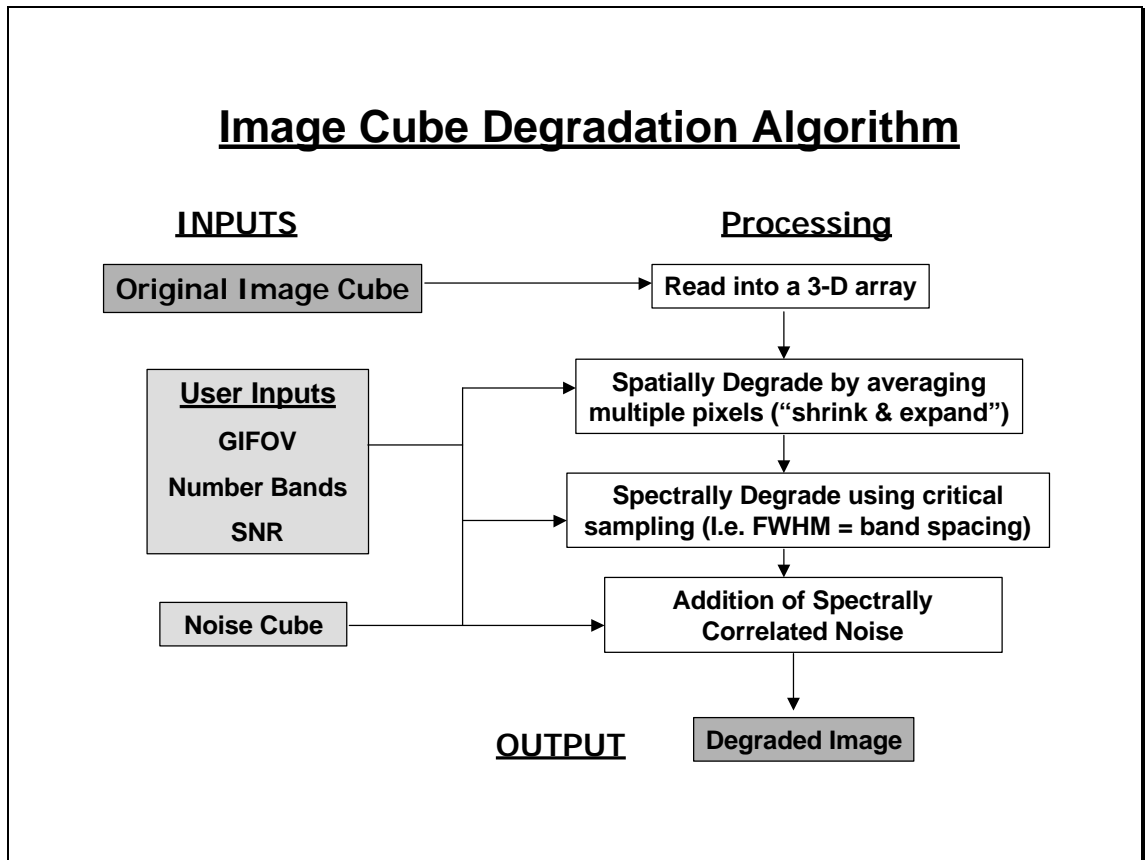 Image Cube Degradation Algorithm
INPUTS
Processing
Original Image Cube
Read into a 3-D array
User Inputs
GIFOV
Number Bands
SNR
Spatially Degrade by averaging
multiple pixels (“shrink & expand”)
Spectrally Degrade using critical
sampling (I.e. FWHM = band spacing)
Noise Cube
Addition of Spectrally
Correlated Noise
OUTPUT
Degraded Image